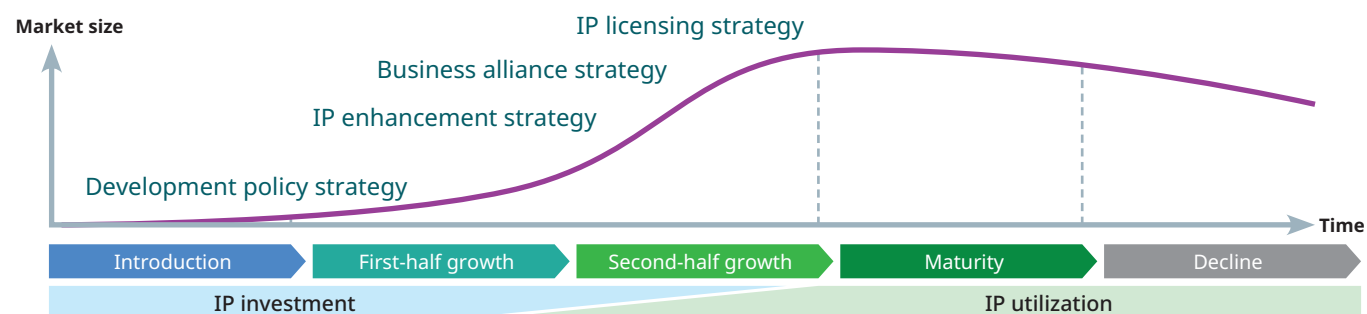 Market size
IP licensing strategy
Business alliance strategy
IP enhancement strategy
Development policy strategy
Time
Introduction
First-half growth
Second-half growth
Maturity
Decline
IP investment
IP utilization